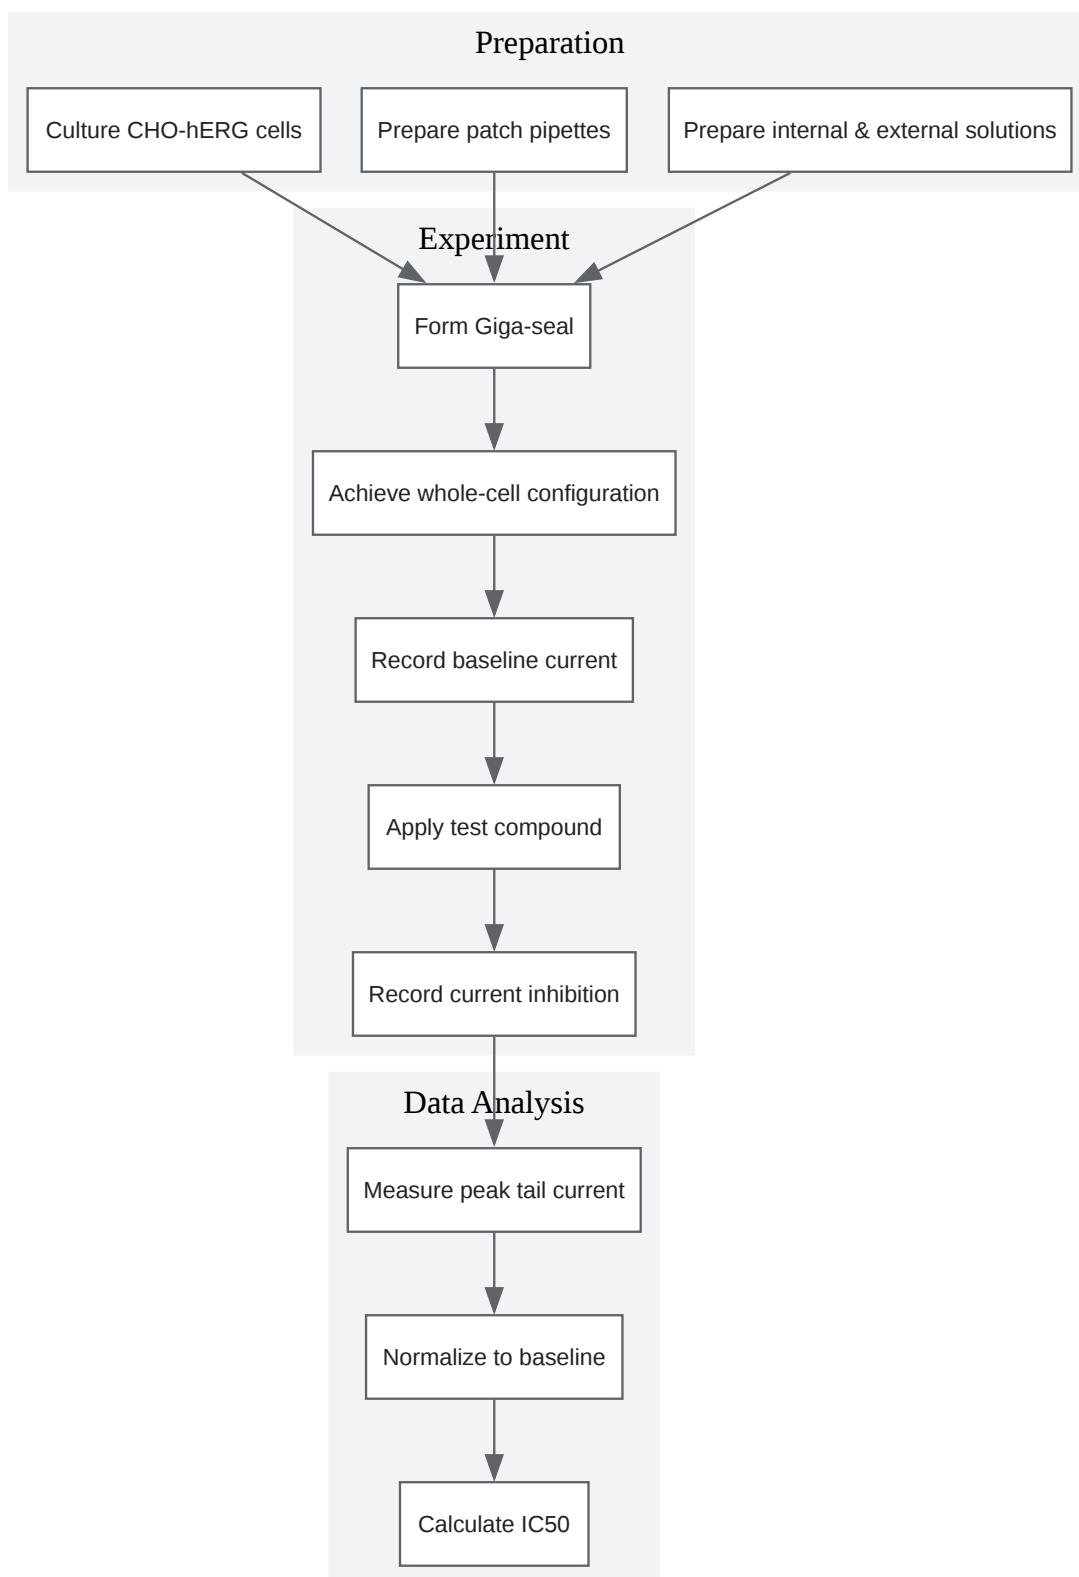 Preparation
Culture CHO-hERG cells
Prepare patch pipettes
Prepare internal & external solutions
Experiment
Form Giga-seal
Achieve whole-cell configuration
Record baseline current
Apply test compound
Record current inhibition
Data Analysis
Measure peak tail current
Normalize to baseline
Calculate IC50